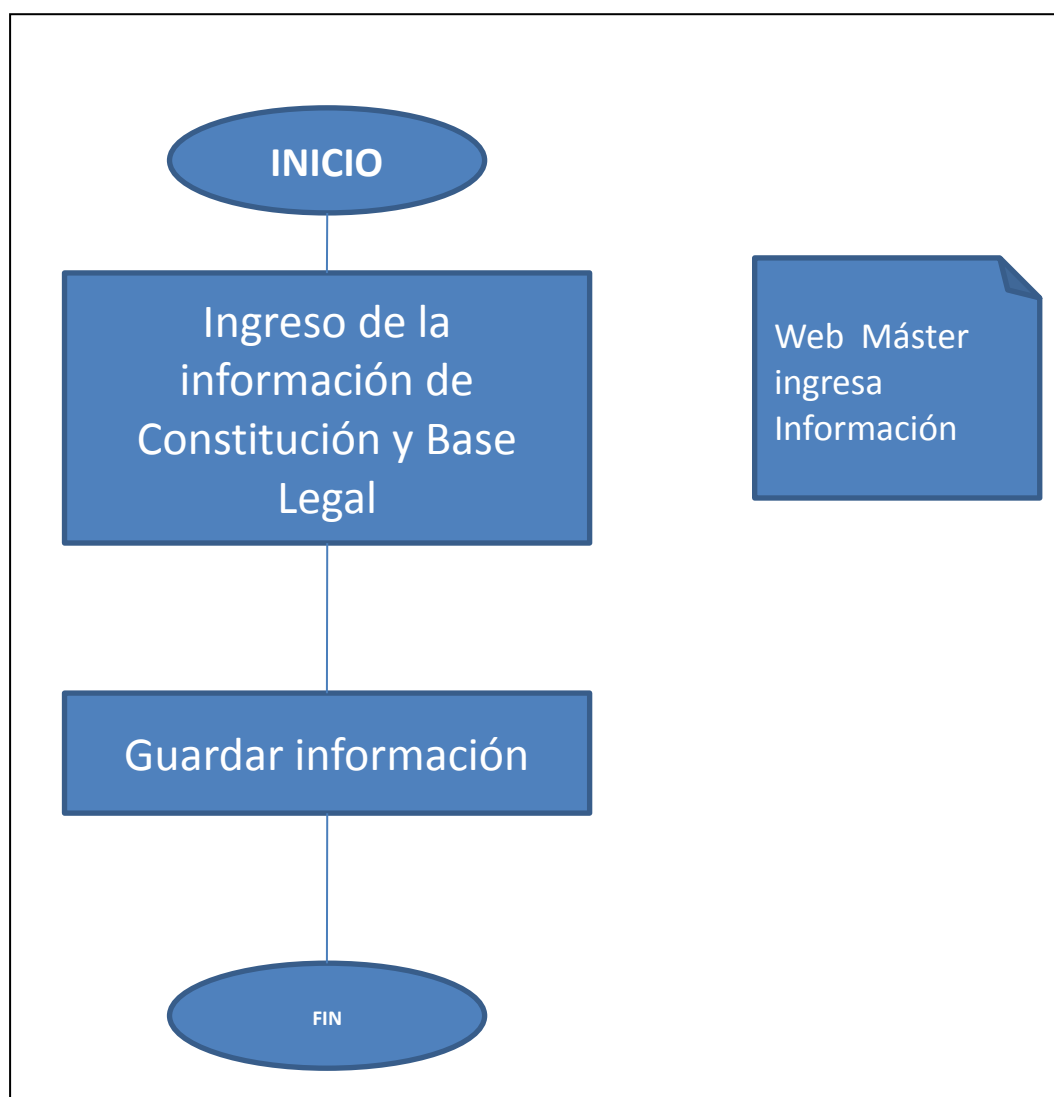 INICIO
Ingreso de la
información de
Constitución y Base
Legal
Web Máster
ingresa
Información
Guardar información
FIN